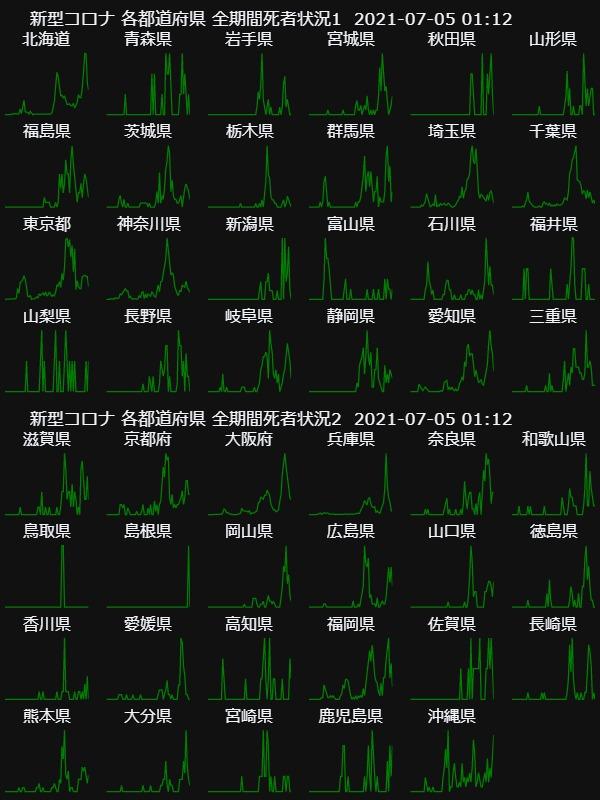 新型コロナ 各都道府県 全期間死者状況1 2021-07-05 01:12
北海道 青森県 岩手県 宮城県 秋田県 山形県
福島県 茨城県 栃木県 群馬県 埼玉県 千葉県
東京都 神奈川県 新潟県 富山県 石川県 福井県
山梨県 長野県 岐阜県 静岡県 愛知県 三重県
新型コロナ 各都道府県 全期間死者状況2 2021-07-05 01:12
滋賀県 京都府 大阪府 兵庫県 奈良県 和歌山県
鳥取県 島根県 岡山県 広島県 山口県 徳島県
香川県 愛媛県 高知県 福岡県 佐賀県 長崎県
熊本県 大分県 宮崎県 鹿児島県 沖縄県